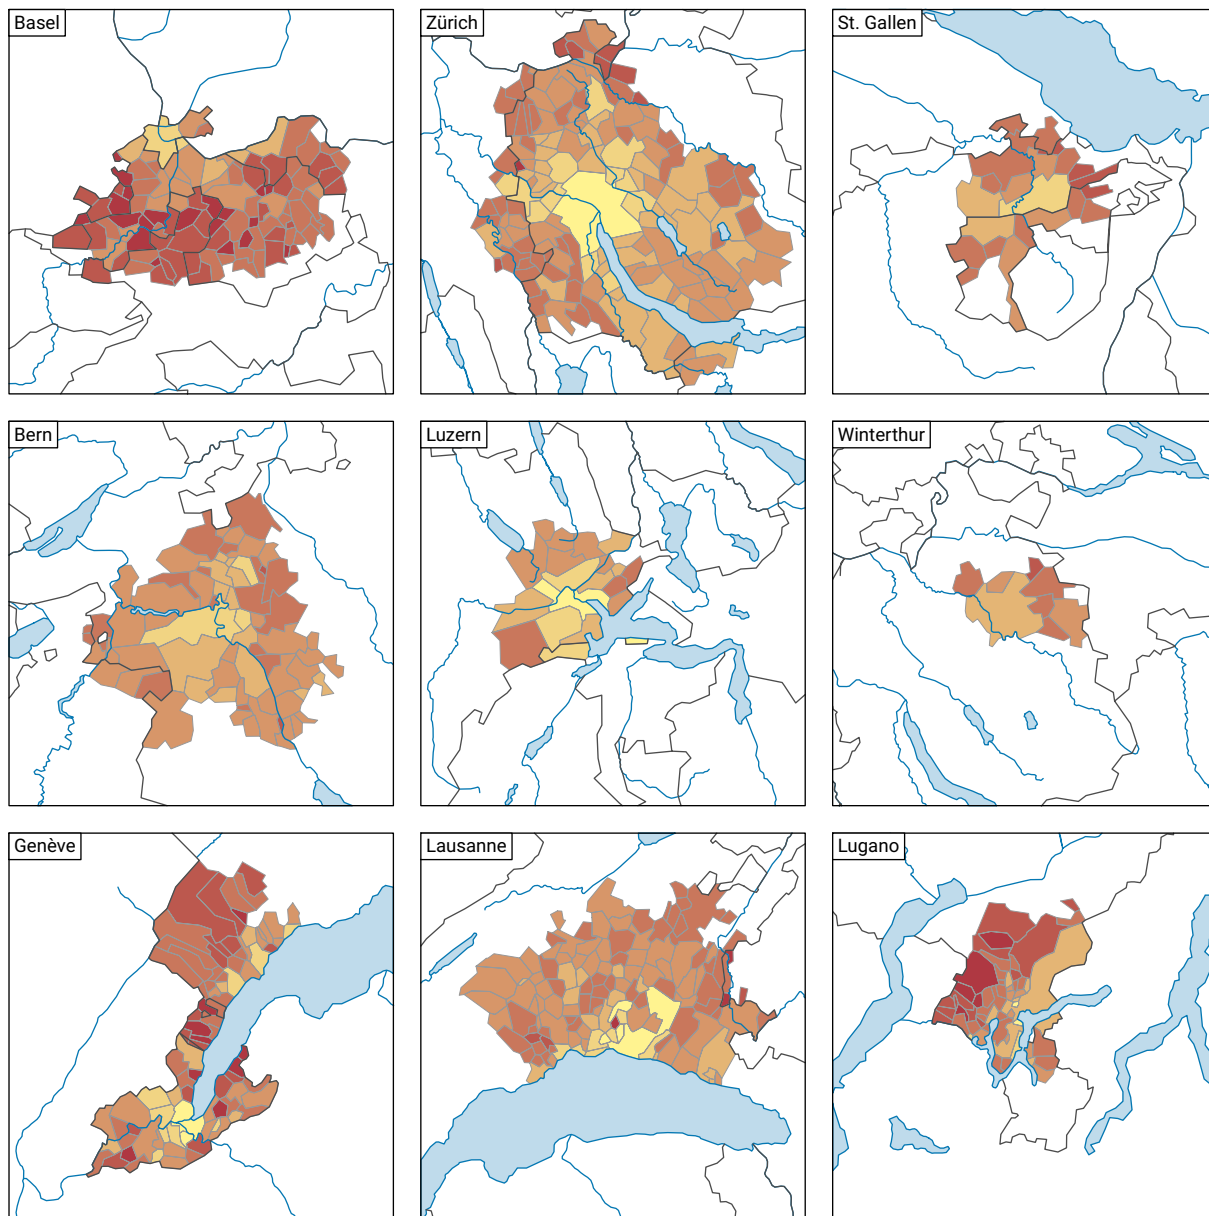 Basel
Zürich
St. Gallen
Bern
Luzern
Winterthur
Genève
Lausanne
Lugano